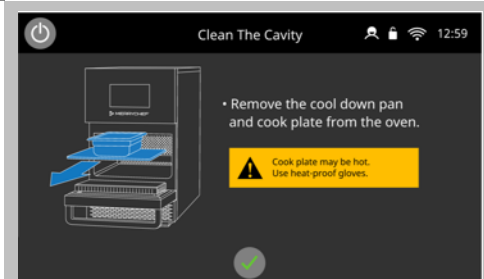 Clean The Cavity
12:59
MERRYCHEF
• Remove the cool down pan
and cook plate from the oven.
Cook plate may be hot.
Use heat-proof gloves.